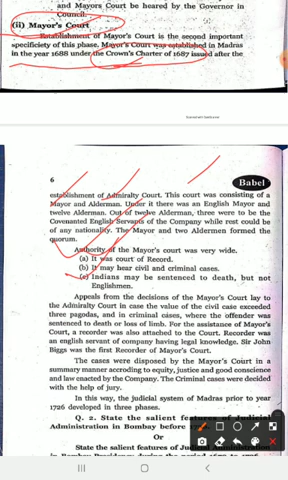 and Mayors Court be heard by the Governor in
Council.
(ii) Mayor's Court
Establishment of Mayor's Court is the second important
specificiety of this phase. Mayor's Court was established in Madras
in the year 1688 under the Crown's Charter of 1687 issued after the
6
Babel
establishment of Admiralty Court. This court was consisting of a
Mayor and Alderman. Under it there was an English Mayor and
twelve Alderman. Out of twelve Alderman, three were to be the
Covenanted English Servants of the Company while rest could be
of any nationality. The Mayor and two Aldermen formed the
quorum.
Authority of the Mayor's court was very wide.
(a) It was court of Record.
(b) It may hear civil and criminal cases.
(c) Indians may be sentenced to death, but not
Englishmen.
Appeals from the decisions of the Mayor's Court lay
to the Admiralty Court in case the value of the civil case exceeded
three pagodas, and in criminal cases, where the offender was
sentenced to death or loss of limb. For the assistance of Mayor's
Court, a recorder was also attached to the Court. Recorder was
an English servant of company having legal knowledge. Sir John
Biggs was the first Recorder of Mayor's Court.
The cases were disposed by the Mayor's Court in a
summary manner accroding to equity, justice and good conscience
and law enacted by the Company. The Criminal cases were decided
with the help of jury.
In this way, the judicial system of Madras prior to year
1726 developed in three phases.
Q. 2. State the salient features of Judicial
Administration in Bombay before
Or
State the salient features of Judicial Administration